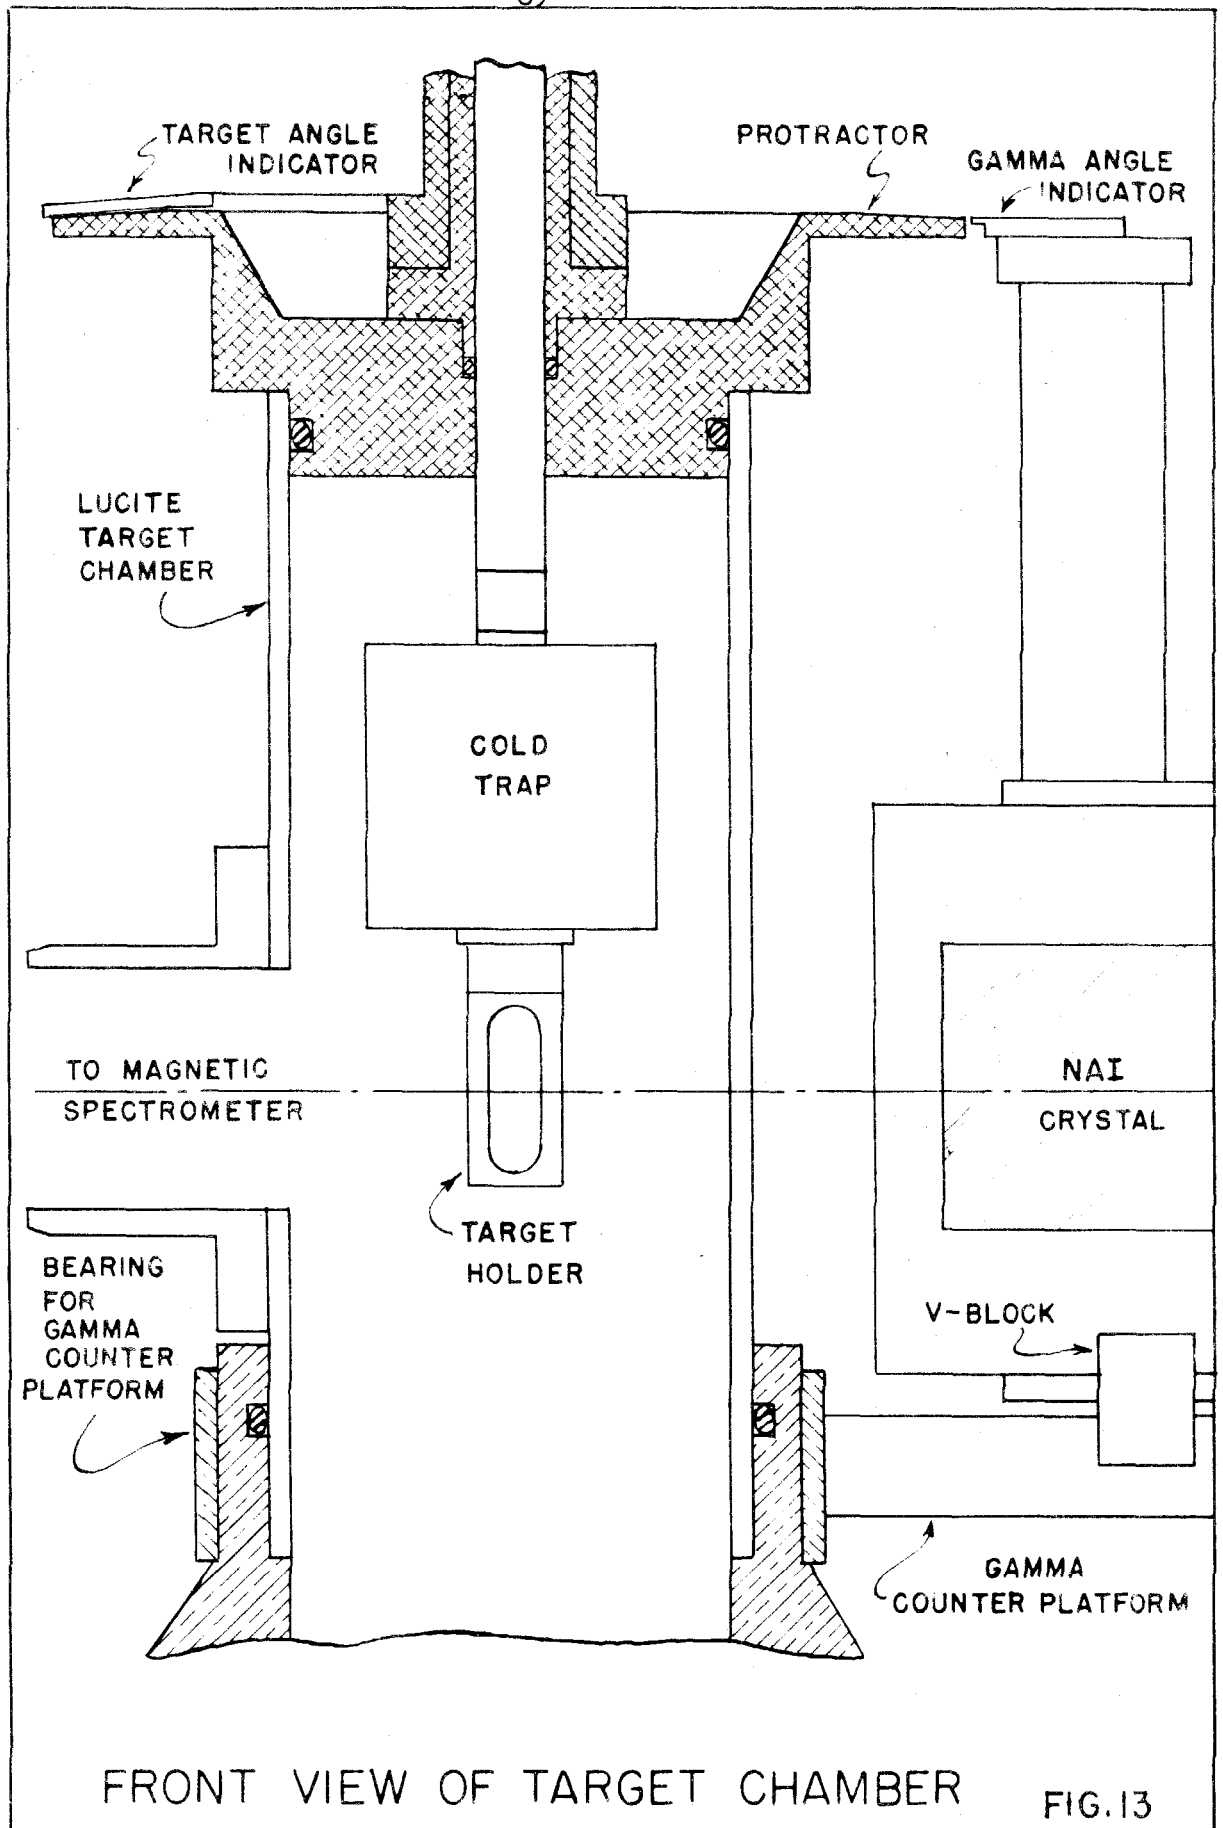 TARGET ANGLE
INDICATOR
PROTRACTOR
GAMMA ANGLE
INDICATOR
LUCITE
TARGET
CHAMBER
COLD
TRAP
TO MAGNETIC
SPECTROMETER
NAI
CRYSTAL
TARGET
HOLDER
BEARING
FOR
GAMMA
COUNTER
PLATFORM
V-BLOCK
GAMMA
COUNTER PLATFORM
FRONT VIEW OF TARGET CHAMBER
FIG.13